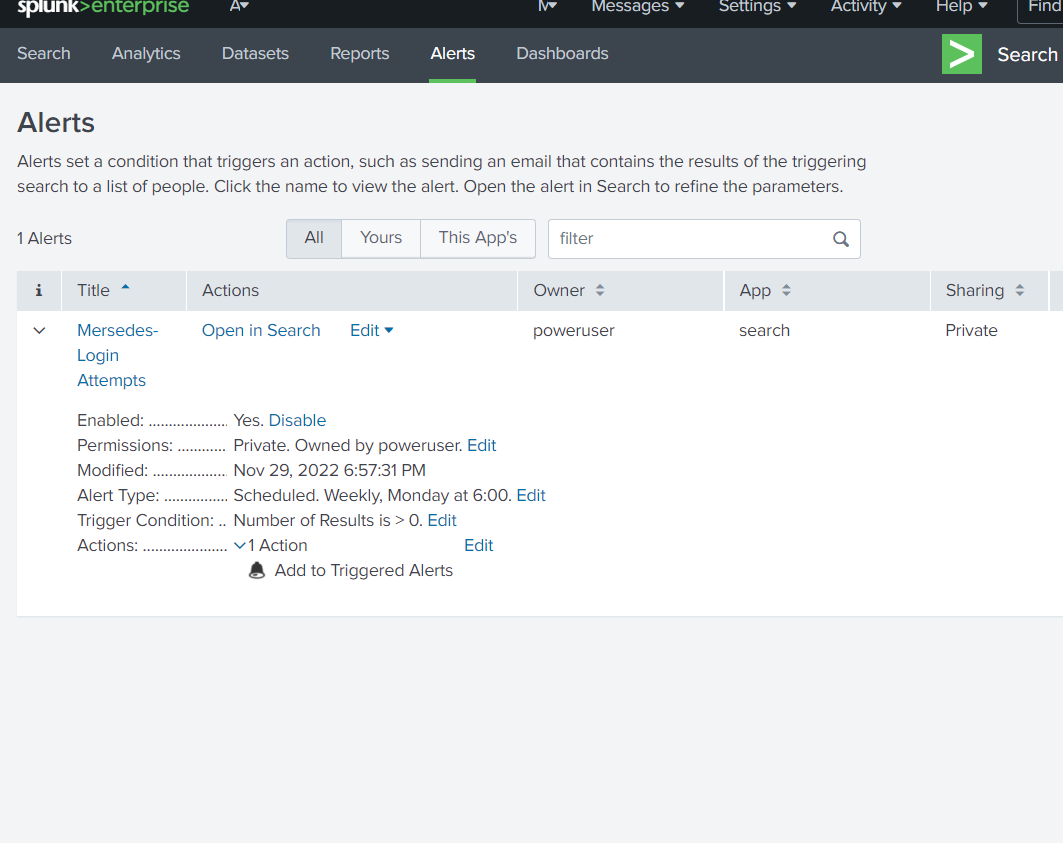 splunk>enterprise
Messages Settings Activity Help Find
Search Analytics Datasets Reports Alerts Dashboards Search
Alerts
Alerts set a condition that triggers an action, such as sending an email that contains the results of the triggering
search to a list of people. Click the name to view the alert. Open the alert in Search to refine the parameters.
1 Alerts All Yours This App's filter
i Title Actions Owner App Sharing
Mersedes- Open in Search Edit poweruser search Private
Login
Attempts
Enabled: .................... Yes. Disable
Permissions: ............ Private. Owned by poweruser. Edit
Modified: ................... Nov 29, 2022 6:57:31 PM
Alert Type: ................ Scheduled. Weekly, Monday at 6:00. Edit
Trigger Condition: .. Number of Results is > 0. Edit
Actions: ...................... 1 Action Edit
Add to Triggered Alerts